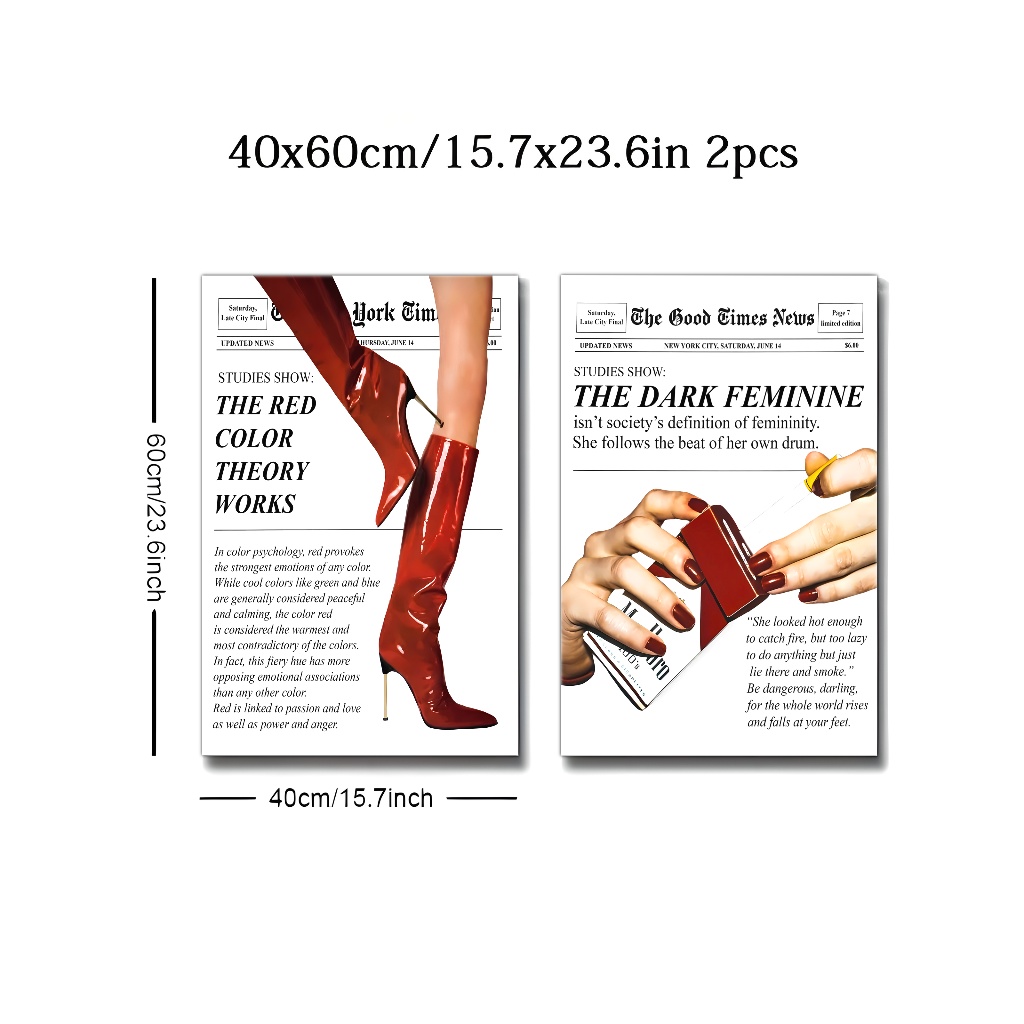 40x60cm/15.7x23.6in 2pcs
60cm/23.6inch
Saturday,
Late City Final
York Tim
UPDATED NEWS
HURSDAY, JUNE 14
.00
STUDIES SHOW:
THE RED
COLOR
THEORY
WORKS
In color psychology, red provokes
the strongest emotions of any color.
While cool colors like green and blue
are generally considered peaceful
and calming, the color red
is considered the warmest and
most contradictory of the colors.
In fact, this fiery hue has more
opposing emotional associations
than any other color.
Red is linked to passion and love
as well as power and anger.
40cm/15.7inch
Saturday,
Late City Final
The Good Times News
Page 7
limited edition
UPDATED NEWS
NEW YORK CITY, SATURDAY, JUNE 14
$6.00
STUDIES SHOW:
THE DARK FEMININE
isn't society's definition of femininity.
She follows the beat of her own drum.
100's
"She looked hot enough
to catch fire, but too lazy
to do anything but just
lie there and smoke."
Be dangerous, darling,
for the whole world rises
and falls at your feet.